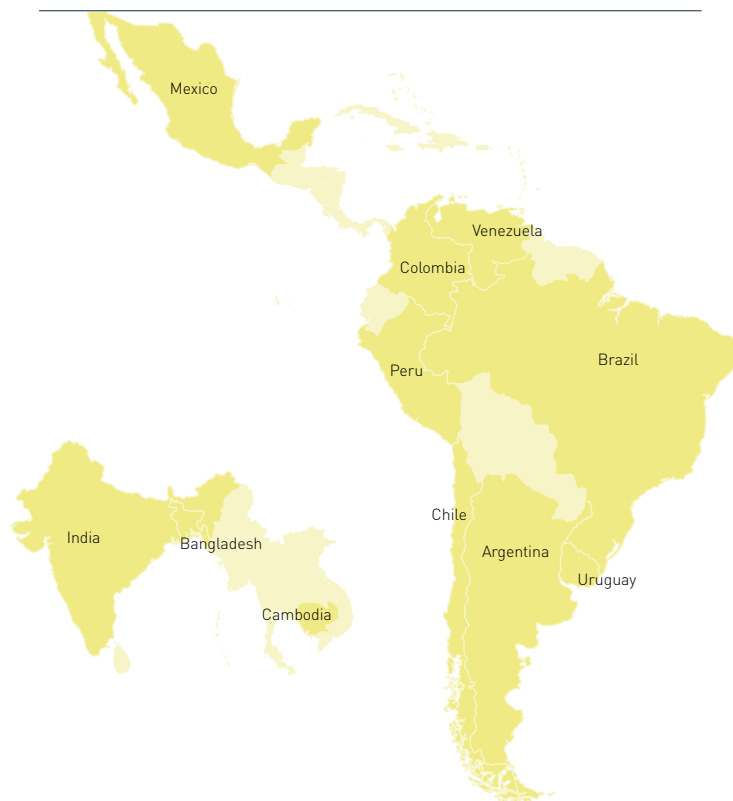 Mexico
Venezuela
Colombia
Brazil
Peru
Chile
India
Bangladesh
Argentina
Uruguay
Cambodia